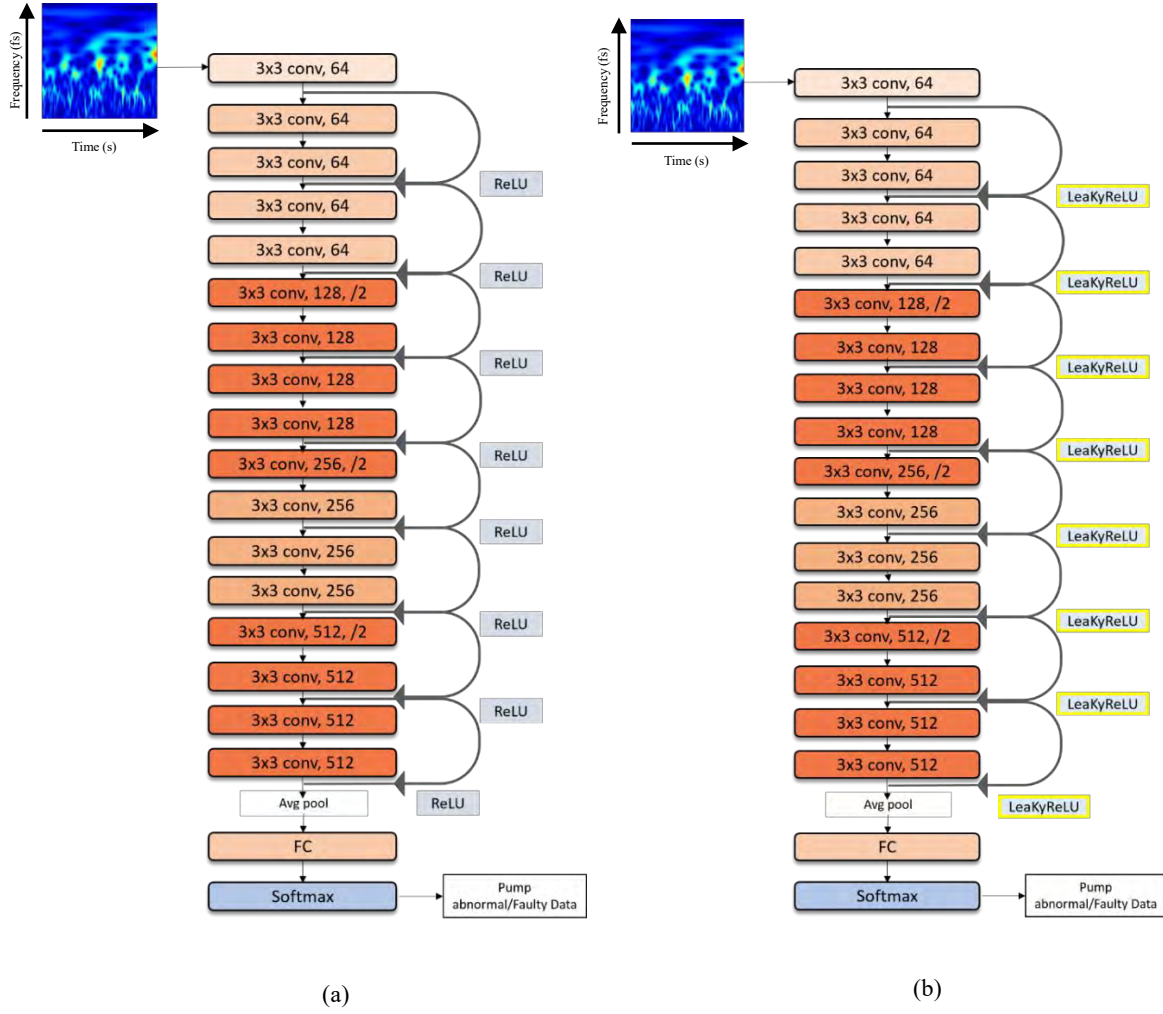 Frequency (fs)
Time (s)
3x3 conv, 64
3x3 conv, 64
3x3 conv, 64
ReLU
3x3 conv, 64
3x3 conv, 64
ReLU
3x3 conv, 128, /2
3x3 conv, 128
ReLU
3x3 conv, 128
3x3 conv, 128
ReLU
3x3 conv, 256, /2
3x3 conv, 256
ReLU
3x3 conv, 256
3x3 conv, 256
ReLU
3x3 conv, 512, /2
3x3 conv, 512
ReLU
3x3 conv, 512
3x3 conv, 512
Avg pool
ReLU
FC
Softmax
Pump
abnormal/Faulty Data
(a)
Frequency (fs)
Time (s)
3x3 conv, 64
3x3 conv, 64
3x3 conv, 64
LeaKyReLU
3x3 conv, 64
3x3 conv, 64
LeaKyReLU
3x3 conv, 128, /2
3x3 conv, 128
LeaKyReLU
3x3 conv, 128
3x3 conv, 128
LeaKyReLU
3x3 conv, 256, /2
3x3 conv, 256
LeaKyReLU
3x3 conv, 256
3x3 conv, 256
LeaKyReLU
3x3 conv, 512, /2
3x3 conv, 512
LeaKyReLU
3x3 conv, 512
3x3 conv, 512
Avg pool
LeaKyReLU
FC
Softmax
Pump
abnormal/Faulty Data
(b)